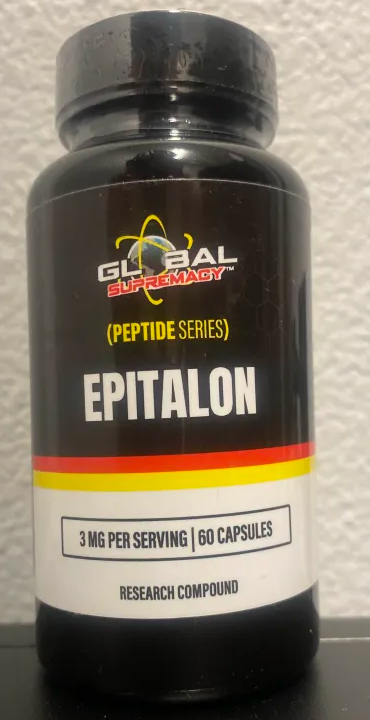 GLOBAL
SUPREMACY™
(PEPTIDE SERIES)
EPITALON
3 MG PER SERVING | 60 CAPSULES
RESEARCH COMPOUND